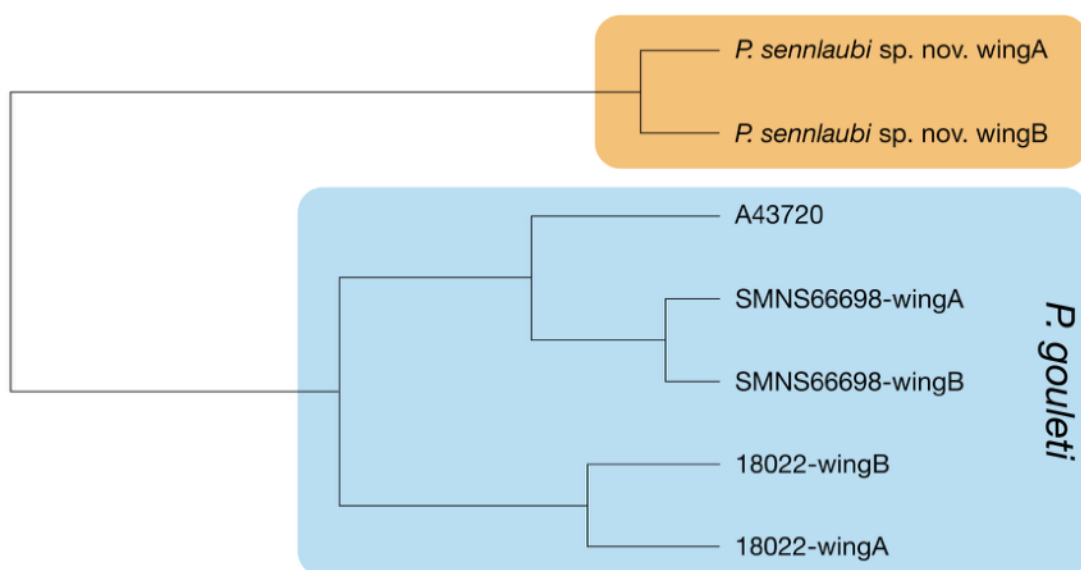 P. sennlaubi sp. nov. wingA
P. sennlaubi sp. nov. wingB
A43720
SMNS66698-wingA
SMNS66698-wingB
18022-wingB
18022-wingA
P. gouleti